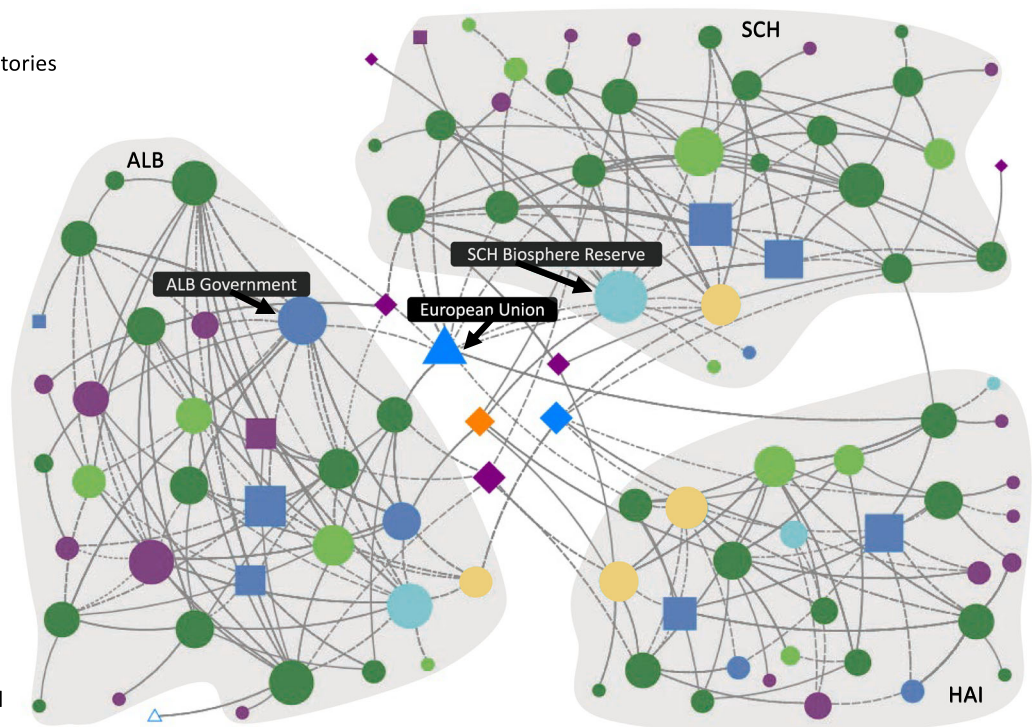 SCH
tories
ALB
SCH Biosphere Reserve
ALB Government
European Union
HAI